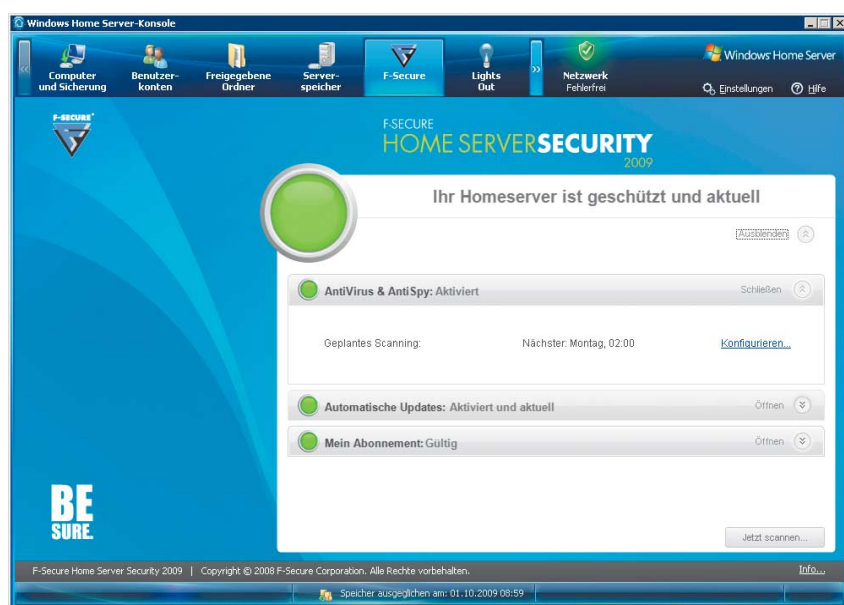 Windows Home Server-Konsole
Computer und Sicherung
Benutzer-konten
Freigegebene Ordner
Server-speicher
F-Secure
Lights Out
Netzwerk
Fehlerfrei
Windows Home Server
Einstellungen
Hilfe
F-SECURE
F-SECURE
HOME SERVERSECURITY
2009
Ihr Homeserver ist geschützt und aktuell
Ausblenden
AntiVirus & AntiSpy: Aktiviert
Schließen
Geplantes Scanning:
Nächster: Montag, 02:00
Konfigurieren...
Automatische Updates: Aktiviert und aktuell
Öffnen
Mein Abonnement: Gültig
Öffnen
BE
SURE.
Jetzt scannen...
F-Secure Home Server Security 2009 | Copyright © 2008 F-Secure Corporation. Alle Rechte vorbehalten.
Info...
Speicher ausgeglichen am: 01.10.2009 08:59